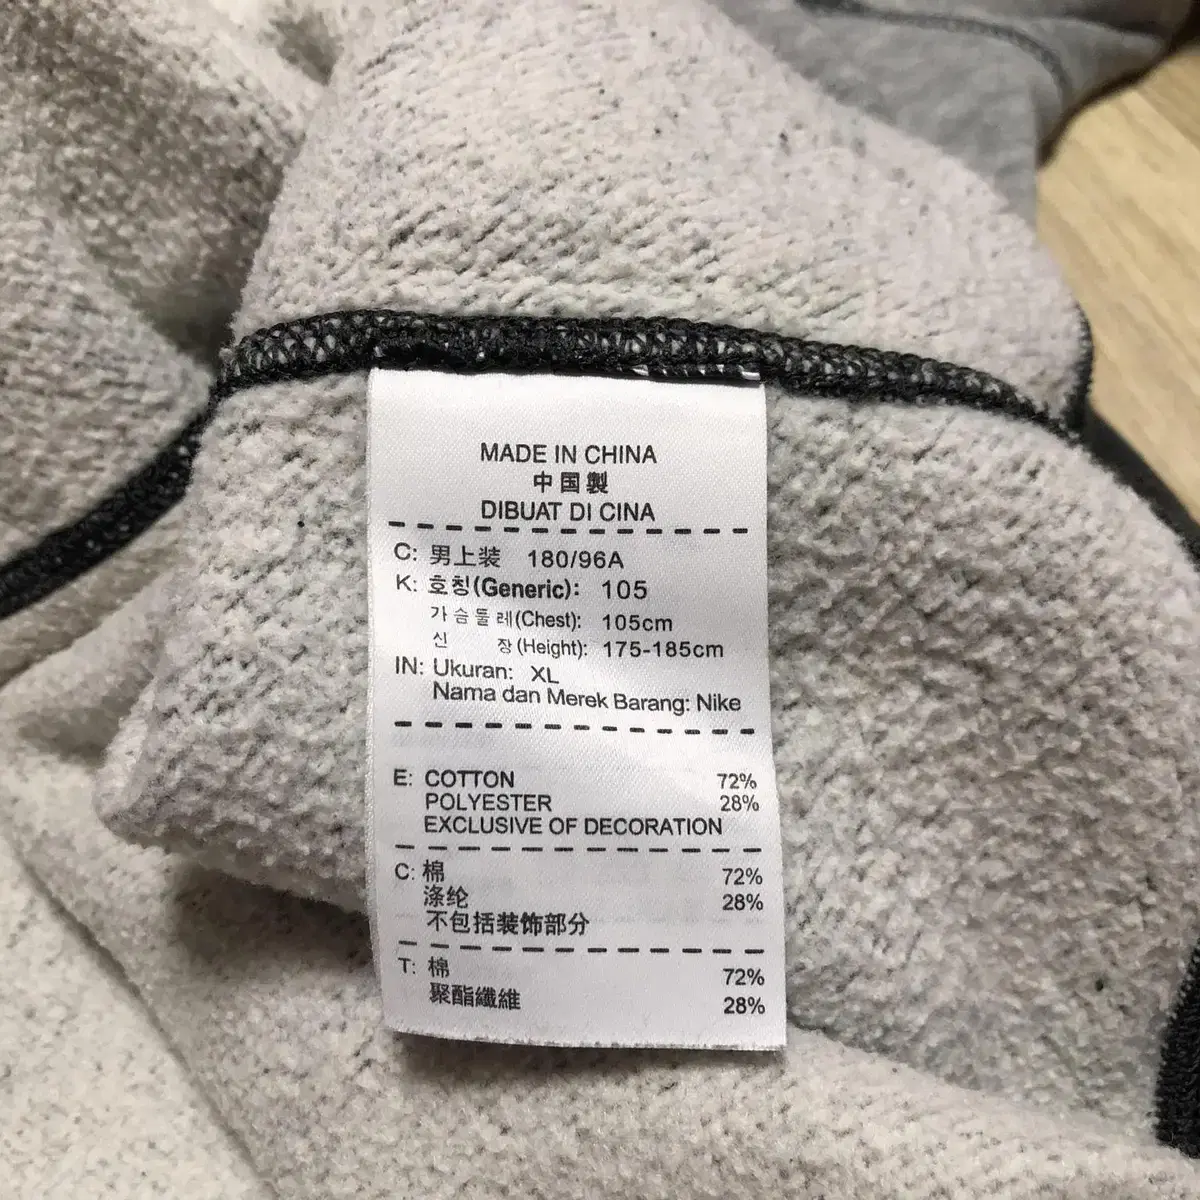 MADE IN CHINA
中国製
DIBUAT DI CINA
C: 男上装 180/96A
K: 호칭(Generic): 105
가슴둘레(Chest): 105cm
신 장(Height): 175-185cm
IN: Ukuran: XL
Nama dan Merek Barang: Nike
E: COTTON 72%
POLYESTER 28%
EXCLUSIVE OF DECORATION
C: 棉 72%
涤纶 28%
不包括装饰部分
T: 棉 72%
聚酯纖維 28%